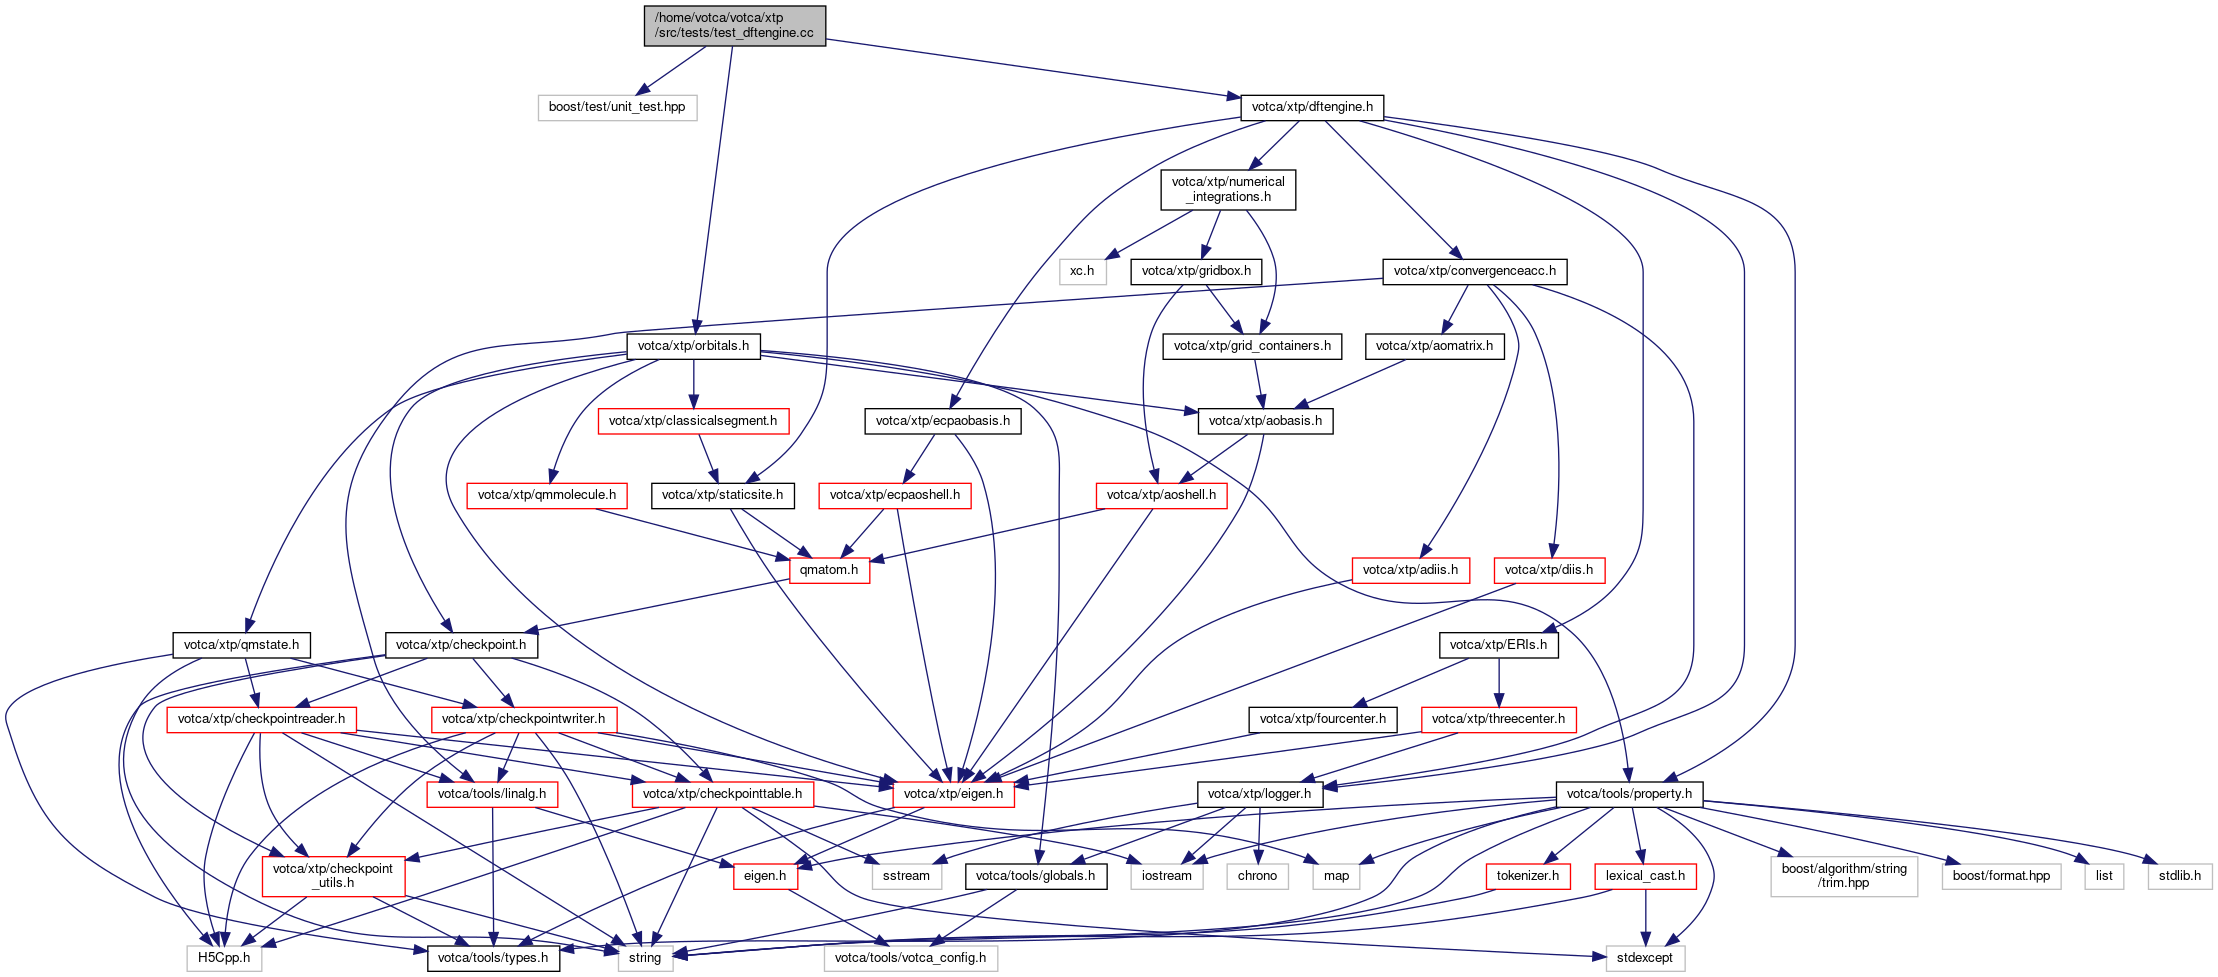 /home/votca/votca/xtp
/src/tests/test_dftengine.cc
boost/test/unit_test.hpp
votca/xtp/dftengine.h
votca/xtp/numerical
_integrations.h
xc.h
votca/xtp/gridbox.h
votca/xtp/convergenceacc.h
votca/xtp/orbitals.h
votca/xtp/grid_containers.h
votca/xtp/aomatrix.h
votca/xtp/classicalsegment.h
votca/xtp/ecpaobasis.h
votca/xtp/aobasis.h
votca/xtp/qmmolecule.h
votca/xtp/staticsite.h
votca/xtp/ecpaoshell.h
votca/xtp/aoshell.h
qmatom.h
votca/xtp/adiis.h
votca/xtp/diis.h
votca/xtp/qmstate.h
votca/xtp/checkpoint.h
votca/xtp/ERIs.h
votca/xtp/checkpointreader.h
votca/xtp/checkpointwriter.h
votca/xtp/fourcenter.h
votca/xtp/threecenter.h
votca/tools/linalg.h
votca/xtp/checkpointtable.h
votca/xtp/eigen.h
votca/xtp/logger.h
votca/tools/property.h
votca/xtp/checkpoint
_utils.h
eigen.h
sstream
votca/tools/globals.h
iostream
chrono
map
tokenizer.h
lexical_cast.h
boost/algorithm/string
/trim.hpp
boost/format.hpp
list
stdlib.h
H5Cpp.h
votca/tools/types.h
string
votca/tools/votca_config.h
stdexcept